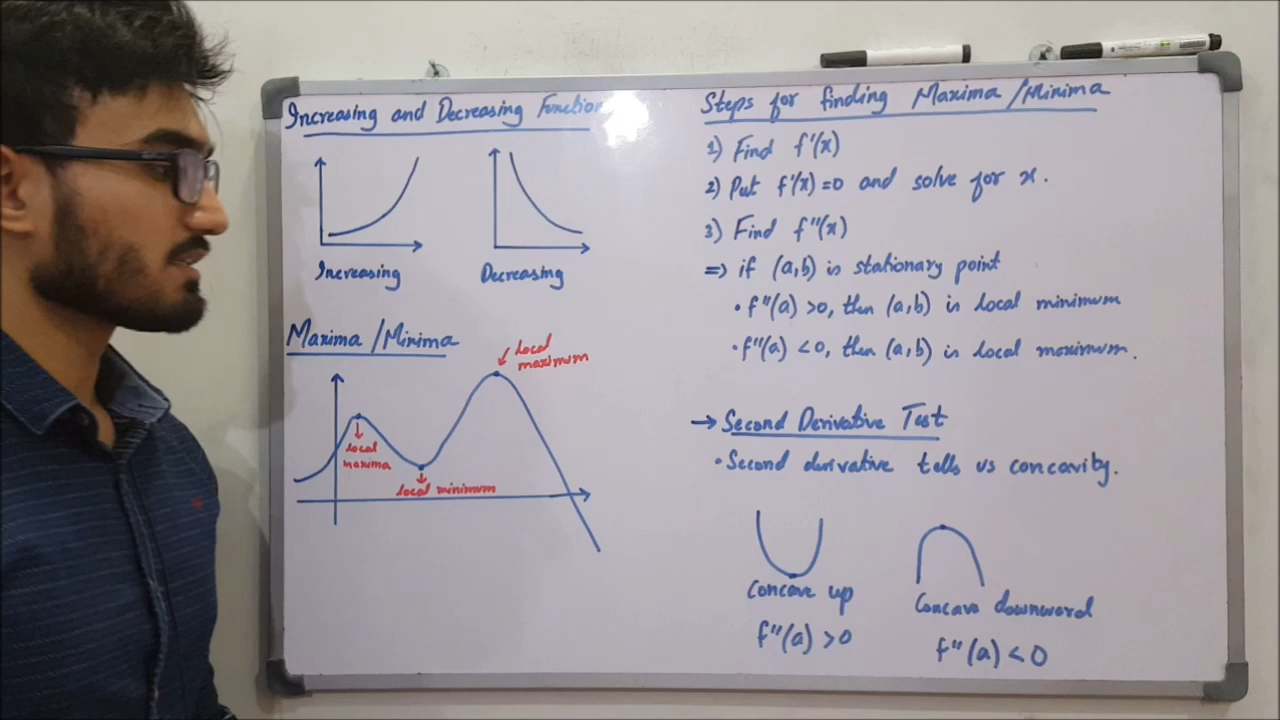 Increasing and Decreasing Function
Increasing
Decreasing
Maxima /Minima
local
maximum
local
maxima
local minimum
Steps for finding Maxima /Minima
1) Find f'(x)
2) Put f'(x) =0 and solve for x.
3) Find f"(x)
⇒ if (a,b) is stationary point
• f"(a) >0, then (a,b) is local minimum
• f"(a) <0, then (a,b) is local maximum.
→ Second Derivative Test
• Second derivative tells us concavity.
Concave up
f"(a) >0
Concave downward
f"(a) <0